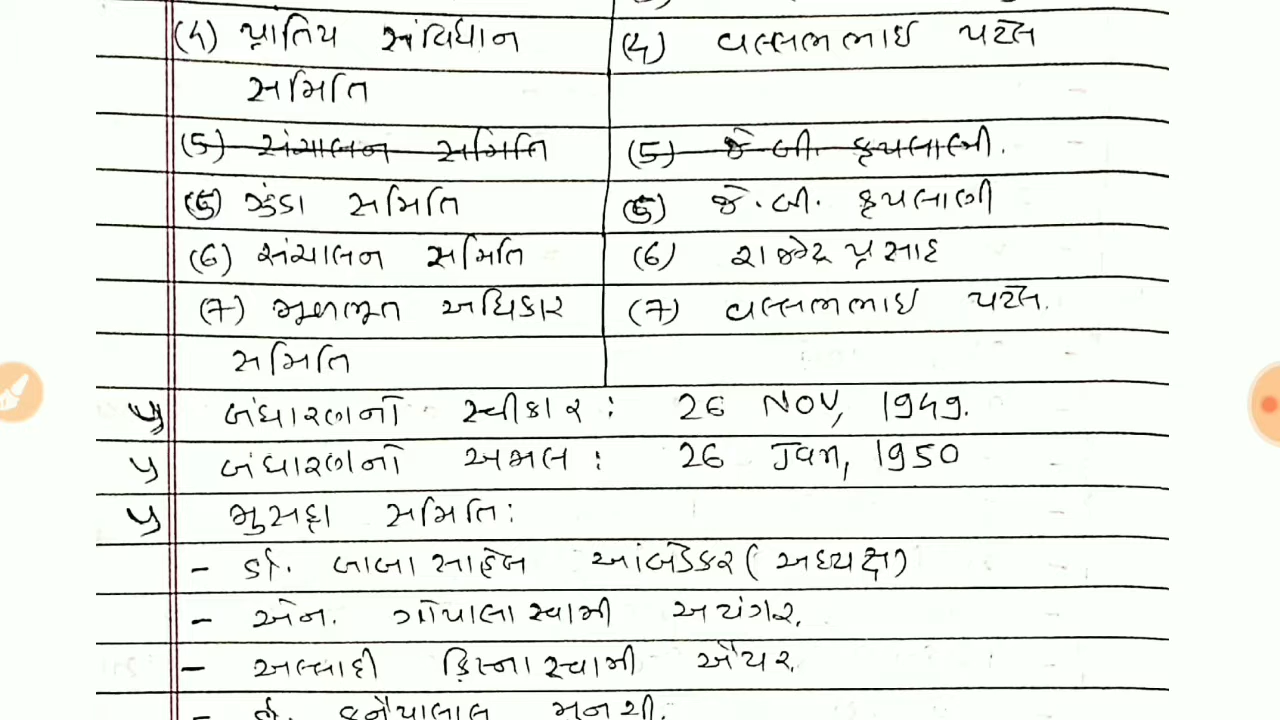 (4) પ્રાતિય સંવિધાન (4) વલ્લભભાઇ પટેલ
સમિતિ
(5) સંચાલન સમિતિ (5) જે.બી. કૃપલાણી.
(5) ઝંડા સમિતિ (5) જે.બી. કૃપલાણી
(6) સંચાલન સમિતિ (6) રાજેન્દ્ર પ્રસાદ
(7) મૂળભૂત અધિકાર (7) વલ્લભભાઇ પટેલ.
સમિતિ
બંધારણનો સ્વીકાર : 26 NOV, 1949.
બંધારણનો અમલ : 26 Jan, 1950
મુસદ્દા સમિતિ:
- ડૉ. બાબા સાહેબ આંબેડકર (અધ્યક્ષ)
- એન. ગોપાલા સ્વામી અયંગર.
- અલ્લાદી ક્રિસ્ના સ્વામી ઐયર.
- ડૉ. કનૈયાલાલ મુનશી.